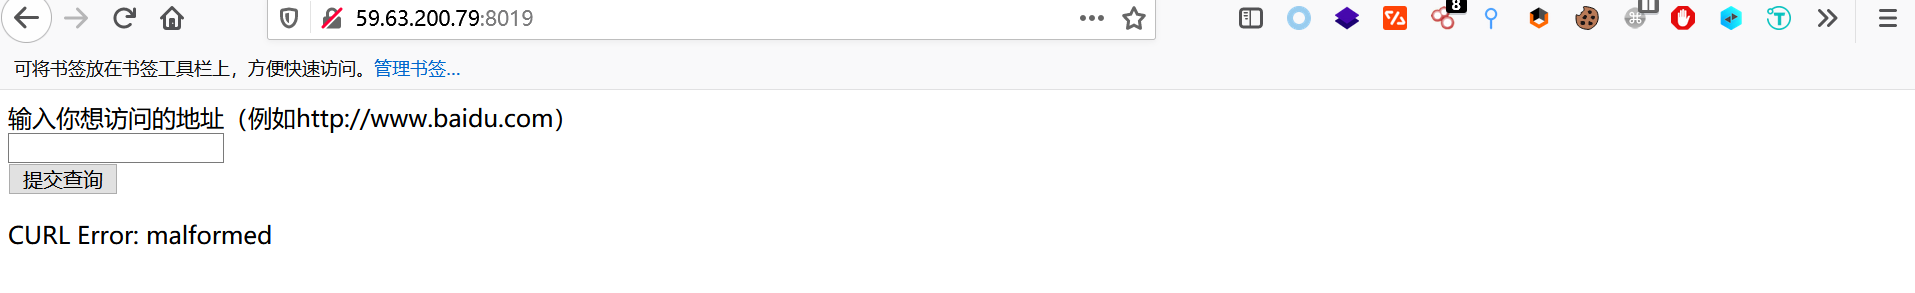 59.63.200.79:8019
8
11
可将书签放在书签工具栏上，方便快速访问。管理书签...
输入你想访问的地址（例如http://www.baidu.com）
提交查询
CURL Error: malformed